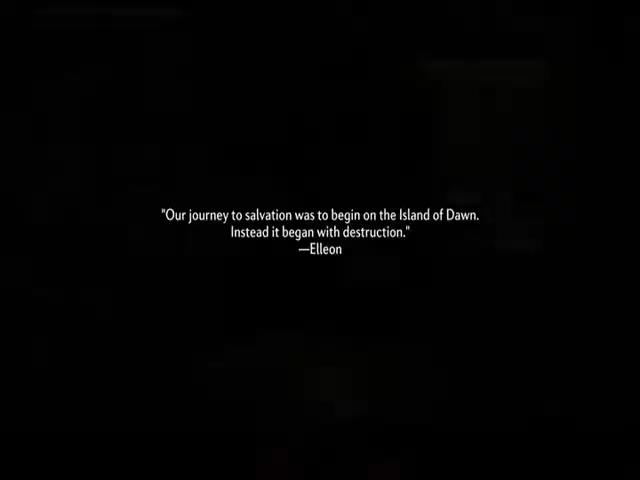 "Our journey to salvation was to begin on the Island of Dawn.
Instead it began with destruction."
—Elleon